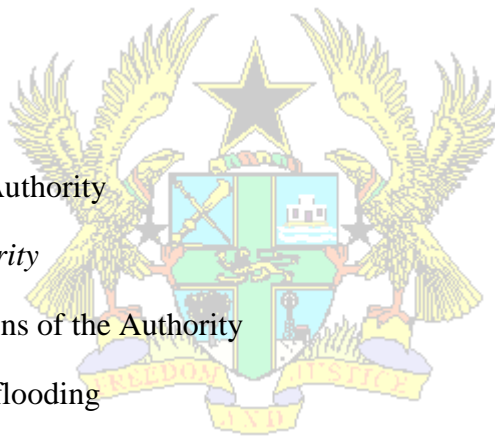 Authority
rity
ns of the Authority
flooding
FREEDOM AND JUSTICE